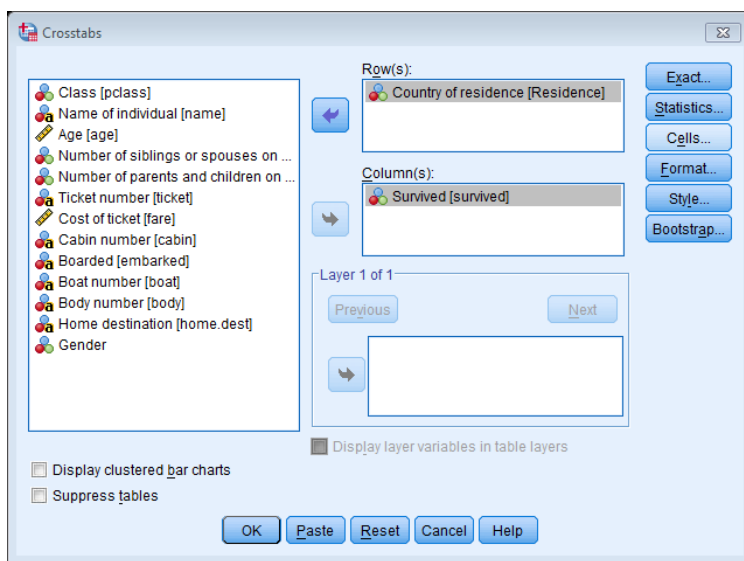 Crosstabs
Class [pclass]
Name of individual [name]
Age [age]
Number of siblings or spouses on ...
Number of parents and children on ...
Ticket number [ticket]
Cost of ticket [fare]
Cabin number [cabin]
Boarded [embarked]
Boat number [boat]
Body number [body]
Home destination [home.dest]
Gender
Row(s):
Country of residence [Residence]
Column(s):
Survived [survived]
Layer 1 of 1
Previous
Next
Display layer variables in table layers
Exact...
Statistics...
Cells...
Format...
Style...
Bootstrap...
Display clustered bar charts
Suppress tables
OK
Paste
Reset
Cancel
Help